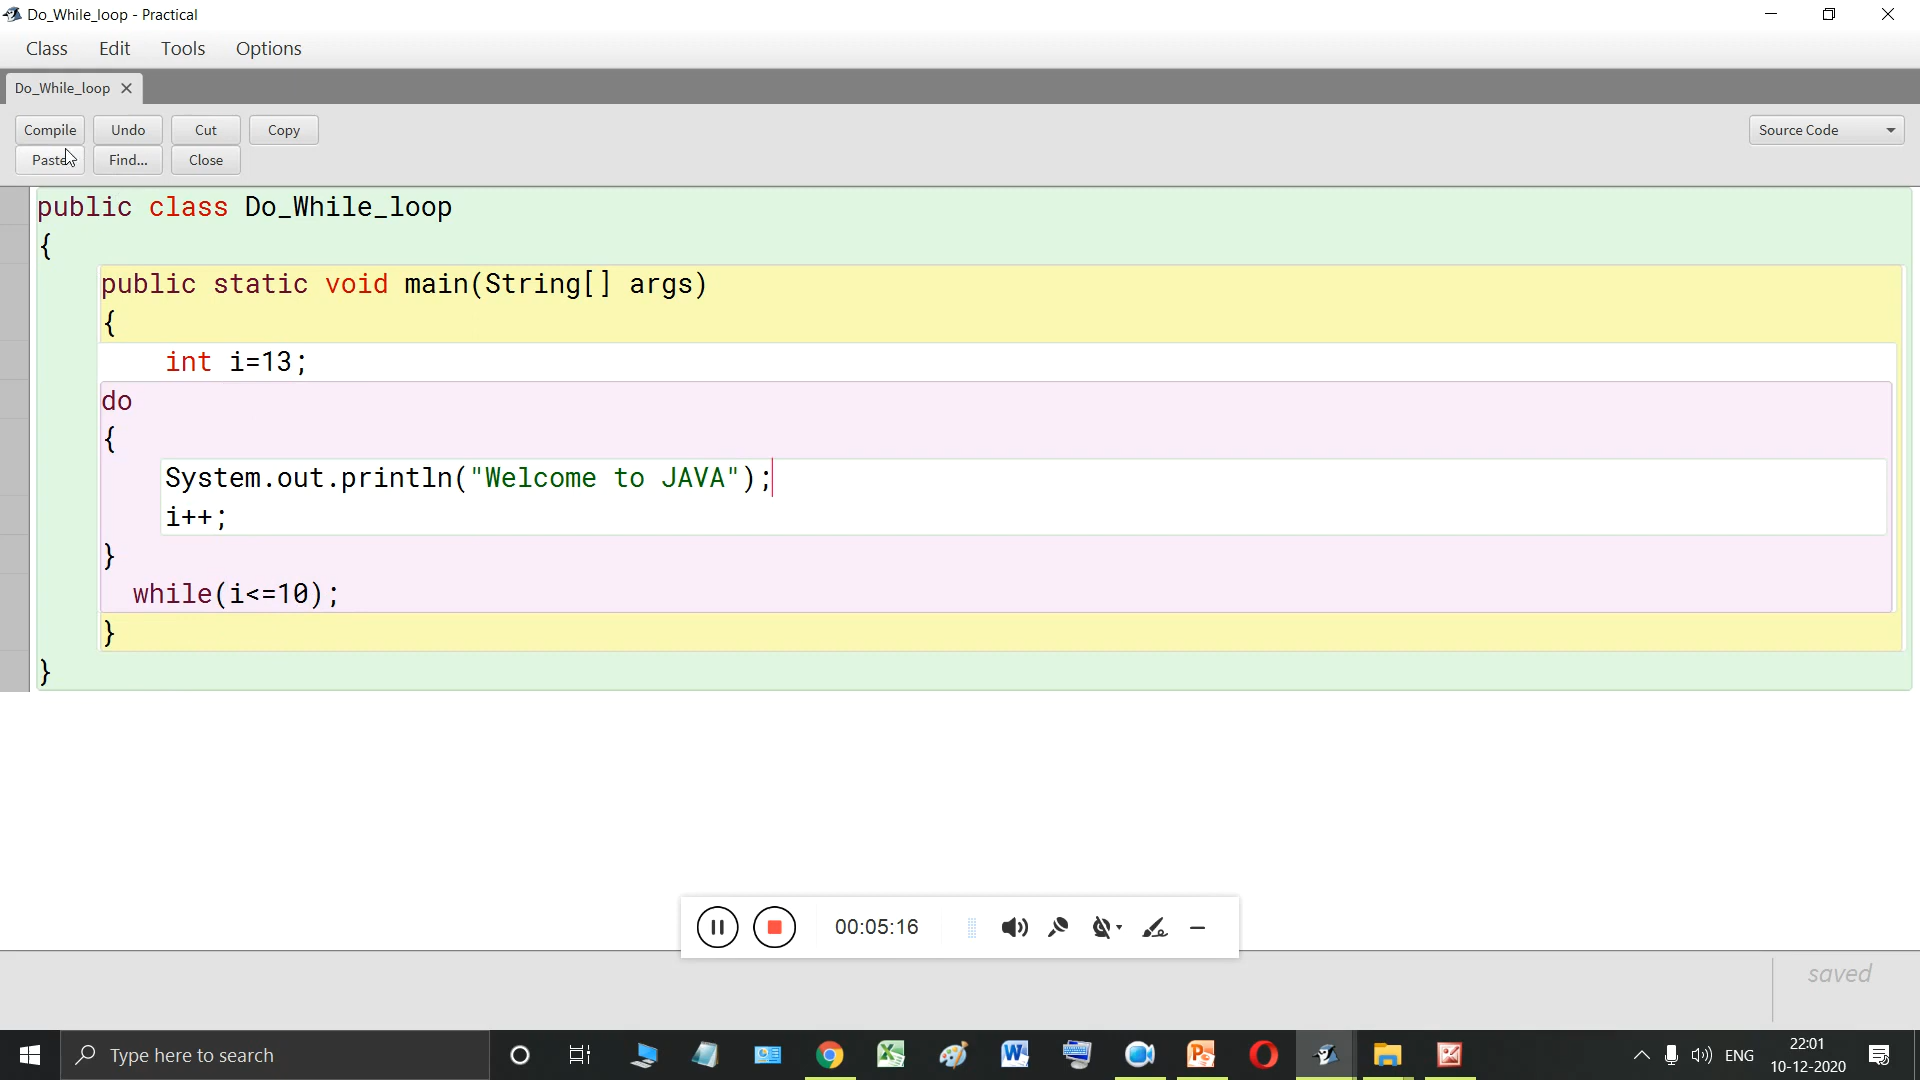 Do_While_loop - Practical
Class Edit Tools Options
Do_While_loop
Compile Undo Cut Copy Source Code
Paste Find... Close
public class Do_While_loop
{
public static void main(String[] args)
{
int i=13;
do
{
System.out.println("Welcome to JAVA");
i++;
}
while(i<=10);
}
}
00:05:16
saved
Type here to search
ENG
22:01
10-12-2020